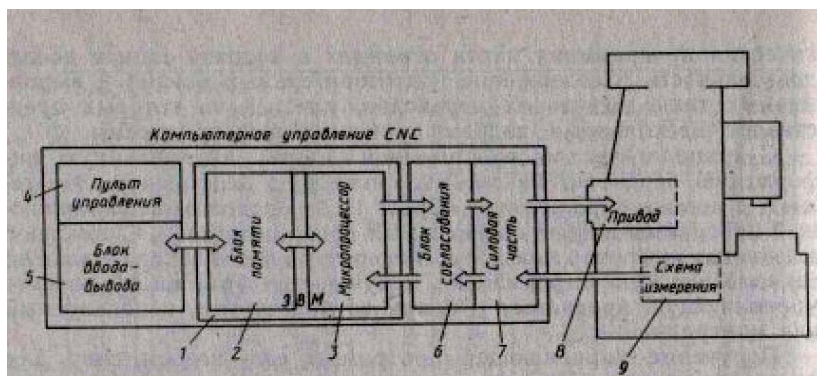 Компьютерное управление CNC
4
Пульт
управления
Блок
ввода-
вывода
5
Блок
памяти
Микропроцессор
ЭВМ
Блок
согласования
Силовая
часть
Привод
Схема
измерения
1
2
3
6
7
8
9